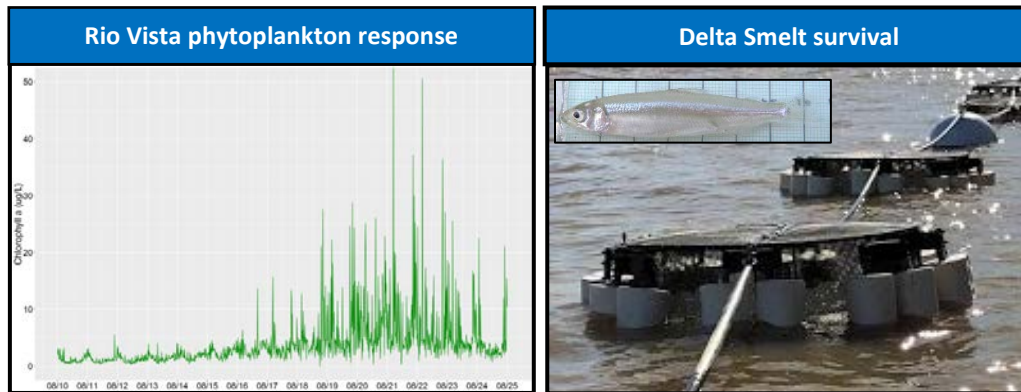 Rio Vista phytoplankton response
Delta Smelt survival
Chlorophyll a (ug/L)
50
40
30
20
10
0
08/10 08/11 08/12 08/13 08/14 08/15 08/16 08/17 08/18 08/19 08/20 08/21 08/22 08/23 08/24 08/25